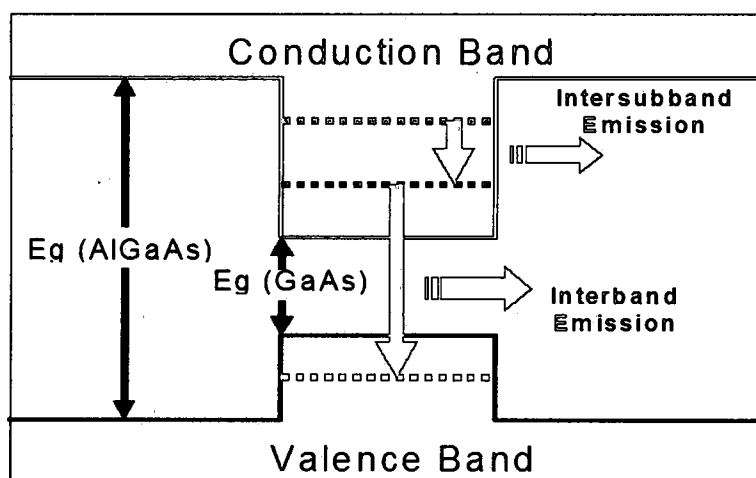 Conduction Band
Intersubband
Emission
Eg (AlGaAs)
Eg (GaAs)
Interband
Emission
Valence Band